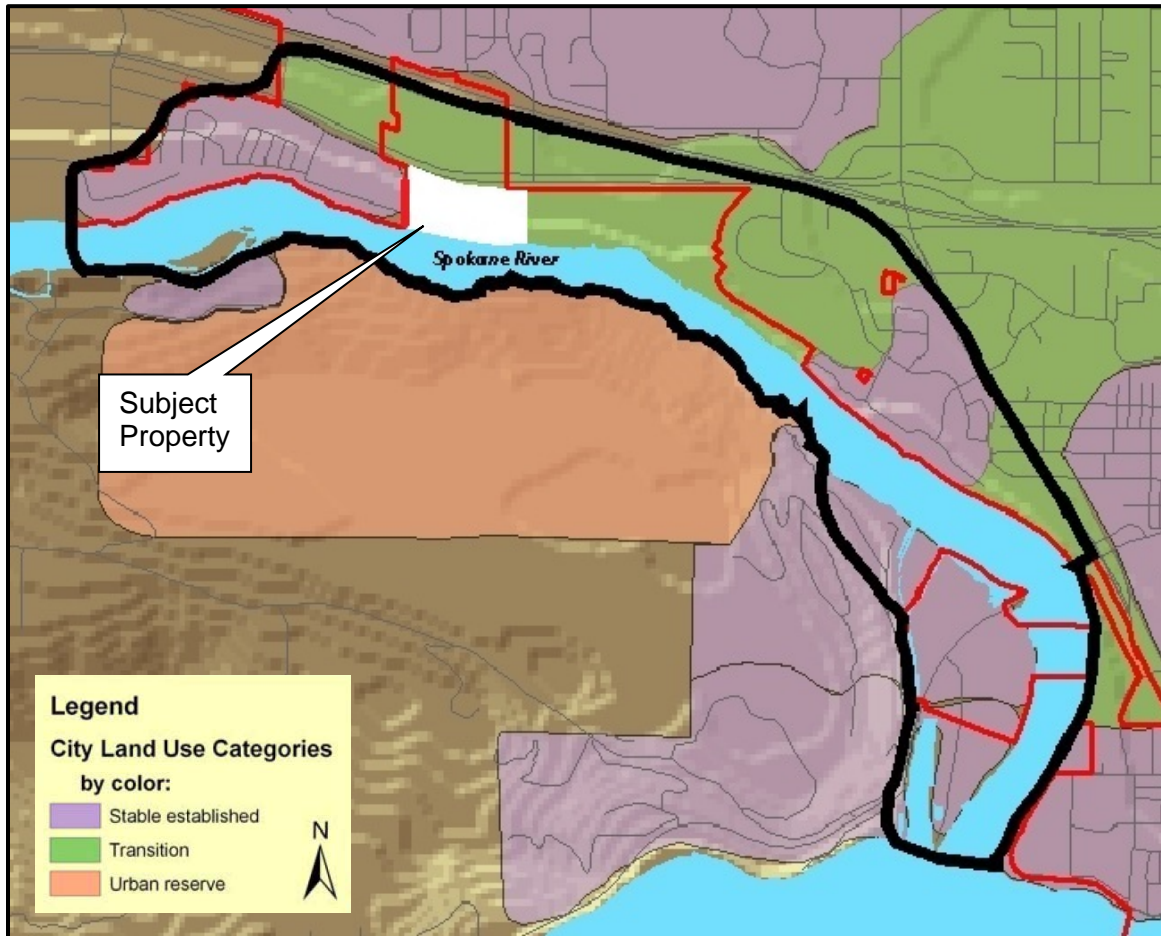 Spokane River
Subject
Property
Legend
City Land Use Categories
by color:
Stable established
Transition
Urban reserve
N